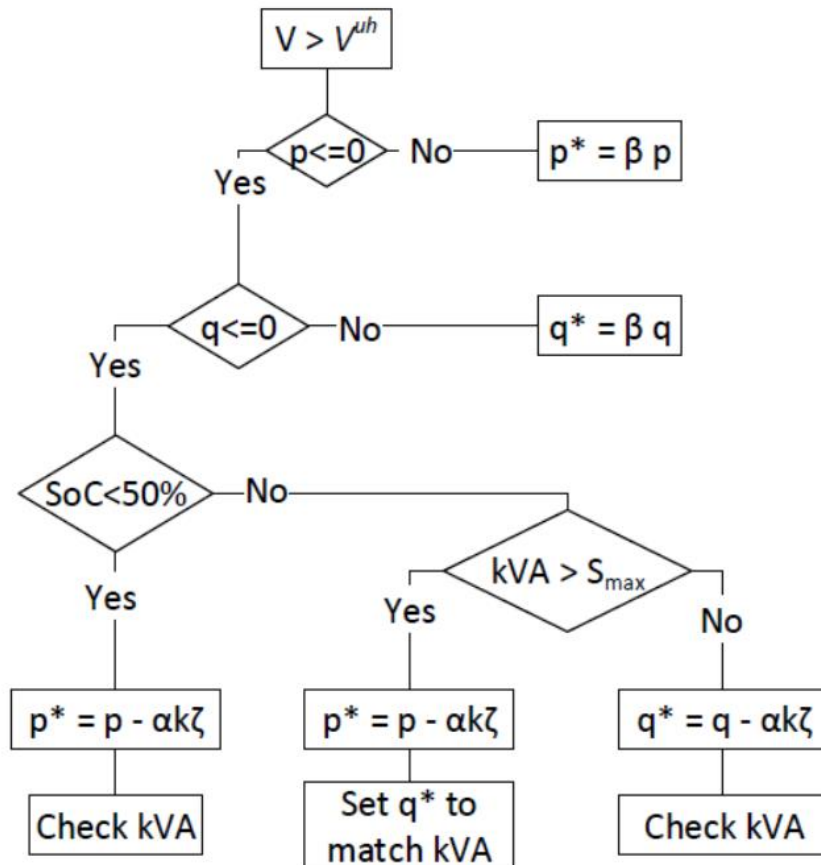 V > V^uh
p<=0
No
p* = β p
Yes
q<=0
No
q* = β q
Yes
SoC<50%
No
kVA > S_max
Yes
Yes
No
p* = p - αkζ
p* = p - αkζ
q* = q - αkζ
Check kVA
Set q* to
match kVA
Check kVA